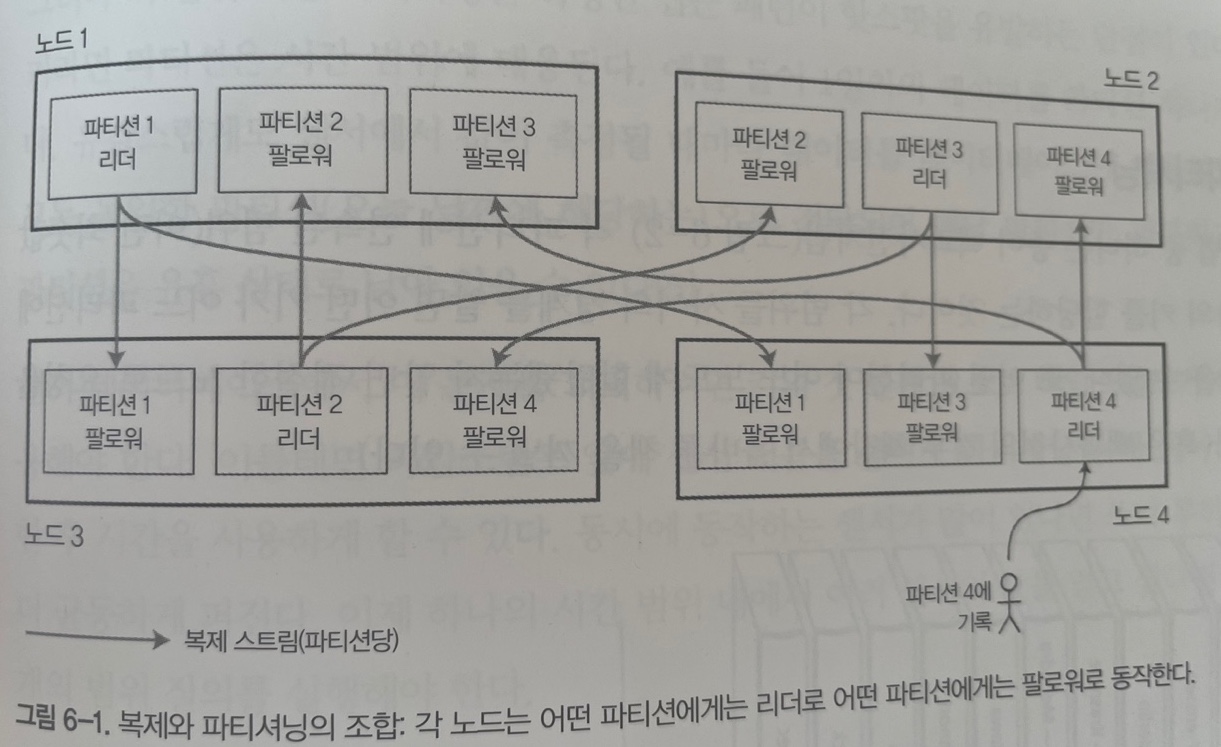 노드 1
파티션 1
리더
파티션 2
팔로워
파티션 3
팔로워
노드 2
파티션 2
팔로워
파티션 3
리더
파티션 4
팔로워
파티션 1
팔로워
파티션 2
리더
파티션 4
팔로워
노드 3
파티션 1
팔로워
파티션 3
팔로워
파티션 4
리더
노드 4
파티션 4에
기록
복제 스트림(파티션당)
그림 6-1. 복제와 파티셔닝의 조합: 각 노드는 어떤 파티션에게는 리더로 어떤 파티션에게는 팔로워로 동작한다.